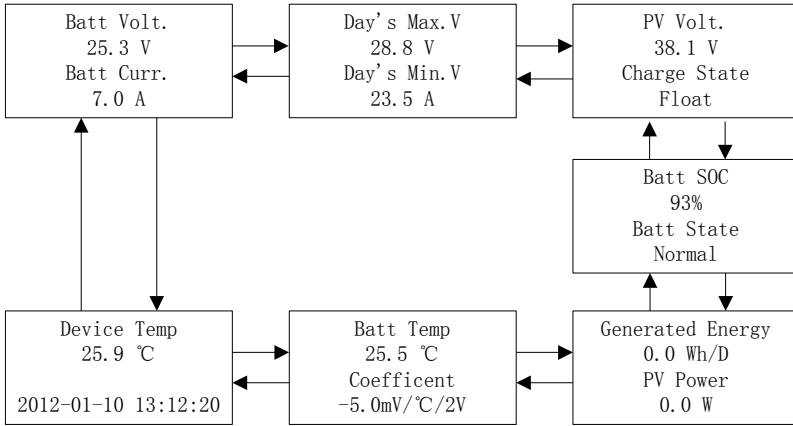 Batt Volt.
25.3 V
Batt Curr.
7.0 A
Day's Max.V
28.8 V
Day's Min.V
23.5 A
PV Volt.
38.1 V
Charge State
Float
Batt SOC
93%
Batt State
Normal
Device Temp
25.9 ℃
2012-01-10 13:12:20
Batt Temp
25.5 ℃
Coefficent
-5.0mV/℃/2V
Generated Energy
0.0 Wh/D
PV Power
0.0 W